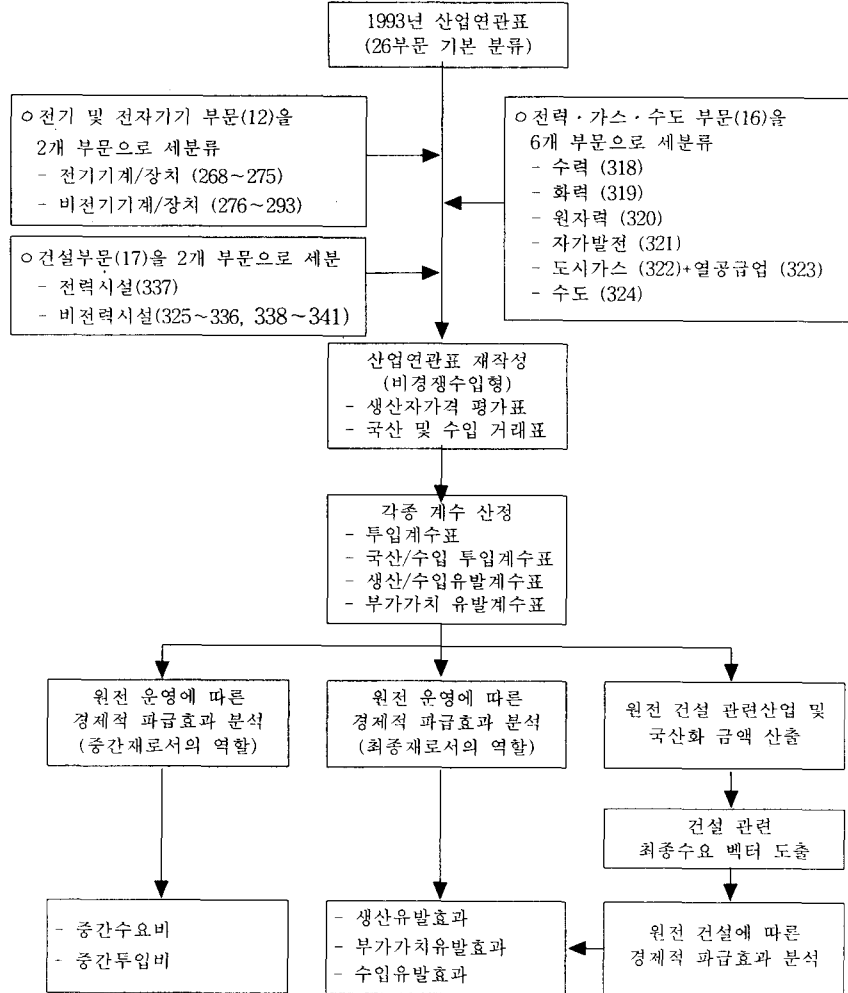 1993년 산업연관표
(26부문 기본 분류)
○전기 및 전자기기 부문(12)을
2개 부문으로 세분류
- 전기기계/장치 (268~275)
- 비전기기계/장치 (276~293)
○건설부문(17)을 2개 부문으로 세분
- 전력시설(337)
- 비전력시설(325~336, 338~341)
○전력·가스·수도 부문(16)을
6개 부문으로 세분류
- 수력 (318)
- 화력 (319)
- 원자력 (320)
- 자가발전 (321)
- 도시가스 (322)+열공급업 (323)
- 수도 (324)
산업연관표 재작성
(비경쟁수입형)
- 생산자가격 평가표
- 국산 및 수입 거래표
각종 계수 산정
- 투입계수표
- 국산/수입 투입계수표
- 생산/수입유발계수표
- 부가가치 유발계수표
원전 운영에 따른
경제적 파급효과 분석
(중간재로서의 역할)
원전 운영에 따른
경제적 파급효과 분석
(최종재로서의 역할)
원전 건설 관련산업 및
국산화 금액 산출
건설 관련
최종수요 벡터 도출
- 중간수요비
- 중간투입비
- 생산유발효과
- 부가가치유발효과
- 수입유발효과
원전 건설에 따른
경제적 파급효과 분석